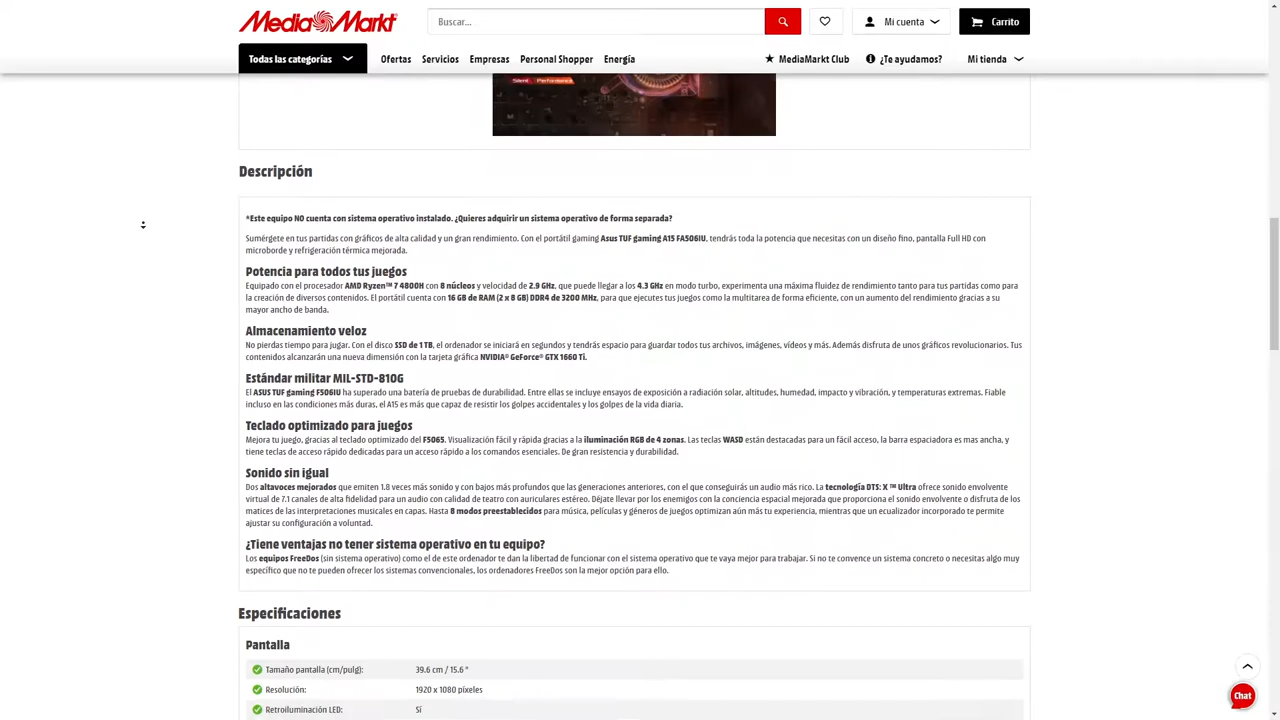 Media Markt
Buscar...
Mi cuenta
Carrito
Todas las categorías
Ofertas
Servicios
Empresas
Personal Shopper
Energía
MediaMarkt Club
¿Te ayudamos?
Mi tienda
Silent Performance
Descripción
*Este equipo NO cuenta con sistema operativo instalado. ¿Quieres adquirir un sistema operativo de forma separada?
Sumérgete en tus partidas con gráficos de alta calidad y un gran rendimiento. Con el portátil gaming Asus TUF gaming A15 FA506IU, tendrás toda la potencia que necesitas con un diseño fino, pantalla Full HD con
microborde y refrigeración térmica mejorada.
Potencia para todos tus juegos
Equipado con el procesador AMD Ryzen™ 7 4800H con 8 núcleos y velocidad de 2.9 GHz, que puede llegar a los 4.3 GHz en modo turbo, experimenta una máxima fluidez de rendimiento tanto para tus partidas como para
la creación de diversos contenidos. El portátil cuenta con 16 GB de RAM (2 x 8 GB) DDR4 de 3200 MHz, para que ejecutes tus juegos como la multitarea de forma eficiente, con un aumento del rendimiento gracias a su
mayor ancho de banda.
Almacenamiento veloz
No pierdas tiempo para jugar. Con el disco SSD de 1 TB, el ordenador se iniciará en segundos y tendrás espacio para guardar todos tus archivos, imágenes, vídeos y más. Además disfruta de unos gráficos revolucionarios. Tus
contenidos alcanzarán una nueva dimensión con la tarjeta gráfica NVIDIA® GeForce® GTX 1660 Ti.
Estándar militar MIL-STD-810G
El ASUS TUF gaming F506IU ha superado una batería de pruebas de durabilidad. Entre ellas se incluye ensayos de exposición a radiación solar, altitudes, humedad, impacto y vibración, y temperaturas extremas. Fiable
incluso en las condiciones más duras, el A15 es más que capaz de resistir los golpes accidentales y los golpes de la vida diaria.
Teclado optimizado para juegos
Mejora tu juego, gracias al teclado optimizado del F5065. Visualización fácil y rápida gracias a la iluminación RGB de 4 zonas. Las teclas WASD están destacadas para un fácil acceso, la barra espaciadora es mas ancha, y
tiene teclas de acceso rápido dedicadas para un acceso rápido a los comandos esenciales. De gran resistencia y durabilidad.
Sonido sin igual
Dos altavoces mejorados que emiten 1.8 veces más sonido y con bajos más profundos que las generaciones anteriores, con el que conseguirás un audio más rico. La tecnología DTS: X ™ Ultra ofrece sonido envolvente
virtual de 7.1 canales de alta fidelidad para un audio con calidad de teatro con auriculares estéreo. Déjate llevar por los enemigos con la conciencia espacial mejorada que proporciona el sonido envolvente o disfruta de los
matices de las interpretaciones musicales en capas. Hasta 8 modos preestablecidos para música, películas y géneros de juegos optimizan aún más tu experiencia, mientras que un ecualizador incorporado te permite
ajustar su configuración a voluntad.
¿Tiene ventajas no tener sistema operativo en tu equipo?
Los equipos FreeDos (sin sistema operativo) como el de este ordenador te dan la libertad de funcionar con el sistema operativo que te vaya mejor para trabajar. Si no te convence un sistema concreto o necesitas algo muy
específico que no te pueden ofrecer los sistemas convencionales, los ordenadores FreeDos son la mejor opción para ello.
Especificaciones
Pantalla
Tamaño pantalla (cm/pulg): 39.6 cm / 15.6 "
Resolución: 1920 x 1080 píxeles
Retroiluminación LED: Sí
Chat